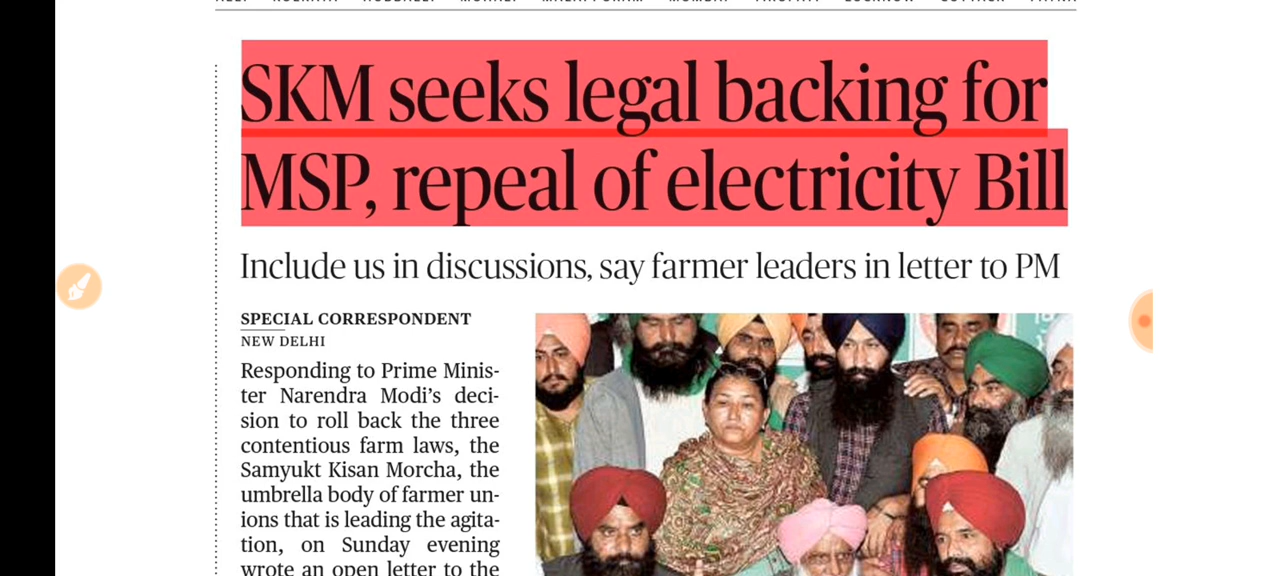 SKM seeks legal backing for
MSP, repeal of electricity Bill
Include us in discussions, say farmer leaders in letter to PM
SPECIAL CORRESPONDENT
NEW DELHI
Responding to Prime Minis-
ter Narendra Modi’s deci-
sion to roll back the three
contentious farm laws, the
Samyukt Kisan Morcha, the
umbrella body of farmer un-
ions that is leading the agita-
tion, on Sunday evening
wrote an open letter to the